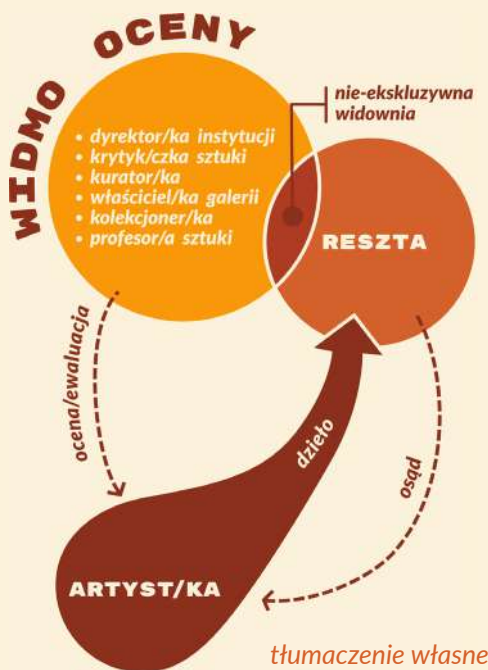 WIDMO OCENY
nie-ekskluzywna
widownia
• dyrektor/ka instytucji
• krytyk/czka sztuki
• kurator/ka
• właściciel/ka galerii
• kolekcjoner/ka
• profesor/a sztuki
RESZTA
ocena/ewaluacja
dzieło
osąd
ARTYST/KA
tłumaczenie własne